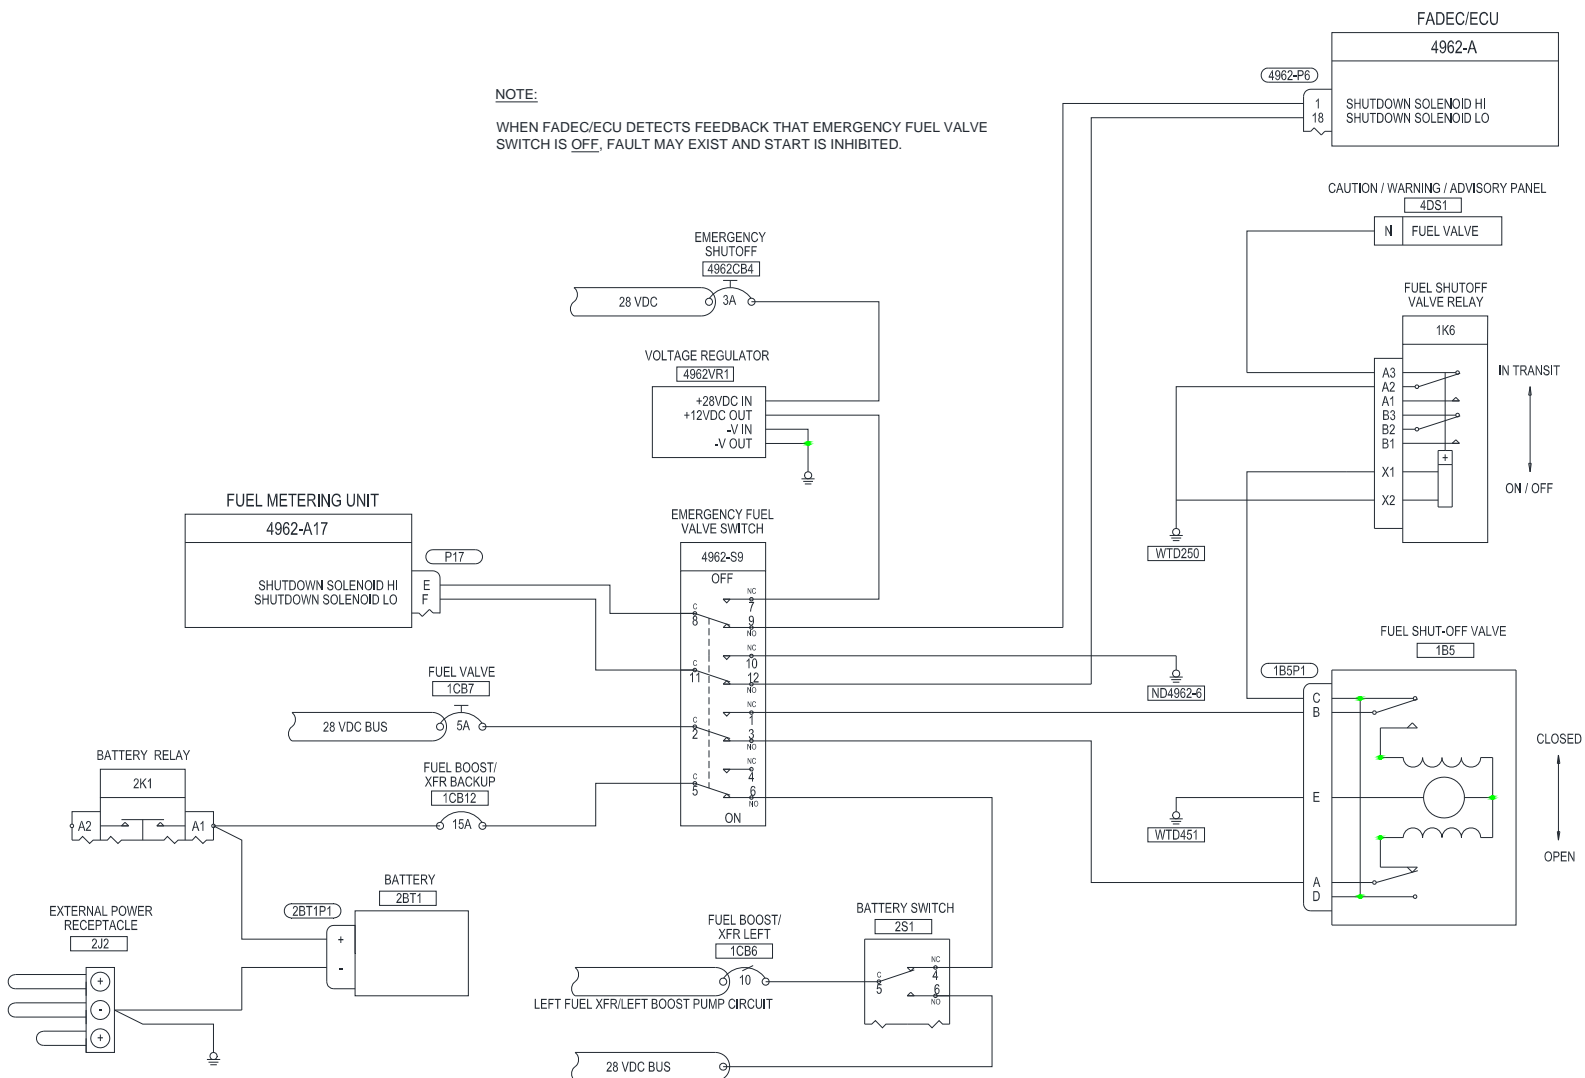 FADEC/ECU
4962-A
4962-P6
1 SHUTDOWN SOLENOID HI
18 SHUTDOWN SOLENOID LO
NOTE:
WHEN FADEC/ECU DETECTS FEEDBACK THAT EMERGENCY FUEL VALVE
SWITCH IS OFF, FAULT MAY EXIST AND START IS INHIBITED.
CAUTION / WARNING / ADVISORY PANEL
4DS1
N FUEL VALVE
EMERGENCY
SHUTOFF
4962CB4
28 VDC
3A
FUEL SHUTOFF
VALVE RELAY
1K6
A3
A2
A1
B3
B2
B1
X1
X2
+
IN TRANSIT
ON / OFF
WTD250
VOLTAGE REGULATOR
4962VR1
+28VDC IN
+12VDC OUT
-V IN
-V OUT
FUEL METERING UNIT
4962-A17
P17
SHUTDOWN SOLENOID HI E
SHUTDOWN SOLENOID LO F
EMERGENCY FUEL
VALVE SWITCH
4962-S9
OFF
NC
7
C
8
9
NO
NC
10
C
11
12
NO
NC
1
C
2
3
NO
NC
4
C
5
6
NO
ON
ND4962-6
FUEL VALVE
1CB7
28 VDC BUS
5A
FUEL SHUT-OFF VALVE
1B5
1B5P1
C
B
E
A
D
CLOSED
OPEN
WTD451
BATTERY RELAY
2K1
A2
A1
FUEL BOOST/
XFR BACKUP
1CB12
15A
BATTERY
2BT1
2BT1P1
+
-
EXTERNAL POWER
RECEPTACLE
2J2
+
-
+
FUEL BOOST/
XFR LEFT
1CB6
10
LEFT FUEL XFR/LEFT BOOST PUMP CIRCUIT
BATTERY SWITCH
2S1
NC
4
C
5
6
NO
28 VDC BUS